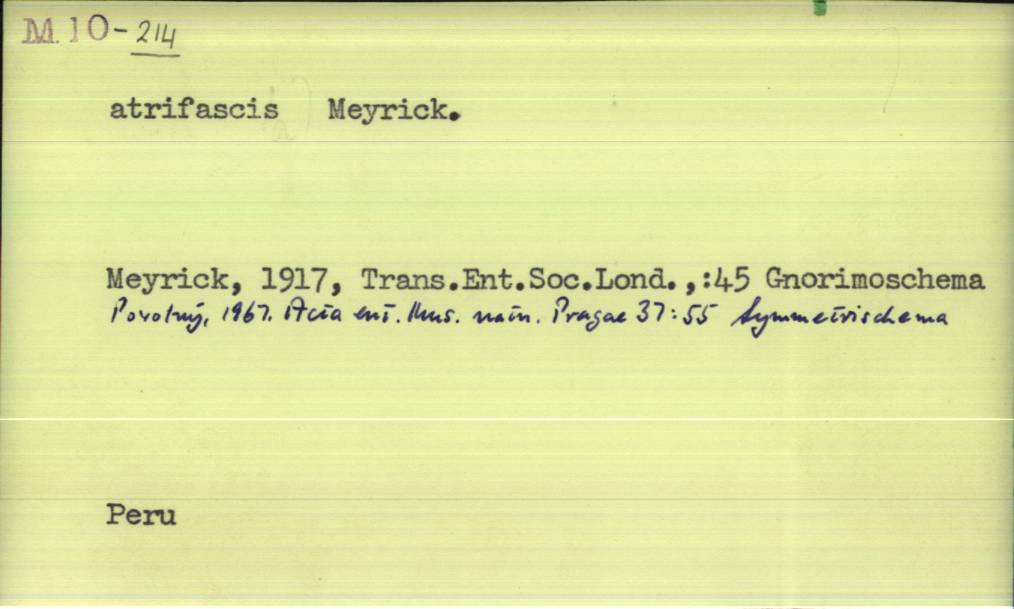 M 10-214
atrifascis Meyrick.
Meyrick, 1917, Trans.Ent.Soc.Lond.,:45 Gnorimoschema
Povolný, 1967. Acta ent. Mus. natn. Pragae 37:55 Symmetrischema
Peru